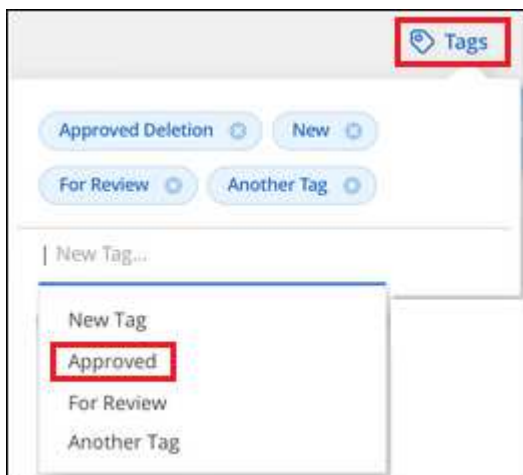 Tags
Approved Deletion New
For Review Another Tag
New Tag...
New Tag
Approved
For Review
Another Tag